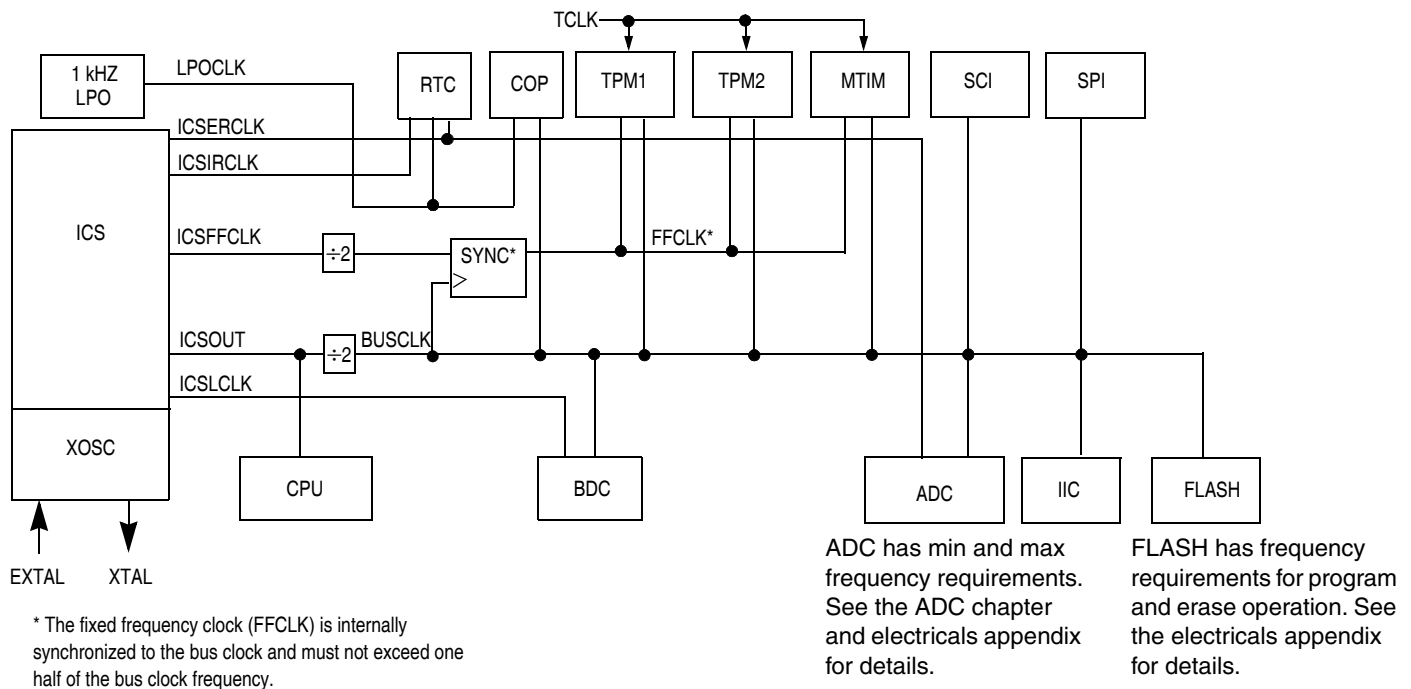 TCLK
1 kHZ
LPO
LPOCLK
RTC
COP
TPM1
TPM2
MTIM
SCI
SPI
ICSERCLK
ICSIRCLK
ICS
ICSFFCLK
÷2
SYNC*
FFCLK*
ICSOUT
÷2
BUSCLK
ICSLCLK
XOSC
CPU
BDC
ADC
IIC
FLASH
EXTAL
XTAL
ADC has min and max
frequency requirements.
See the ADC chapter
and electricals appendix
for details.
FLASH has frequency
requirements for program
and erase operation. See
the electricals appendix
for details.
* The fixed frequency clock (FFCLK) is internally
synchronized to the bus clock and must not exceed one
half of the bus clock frequency.